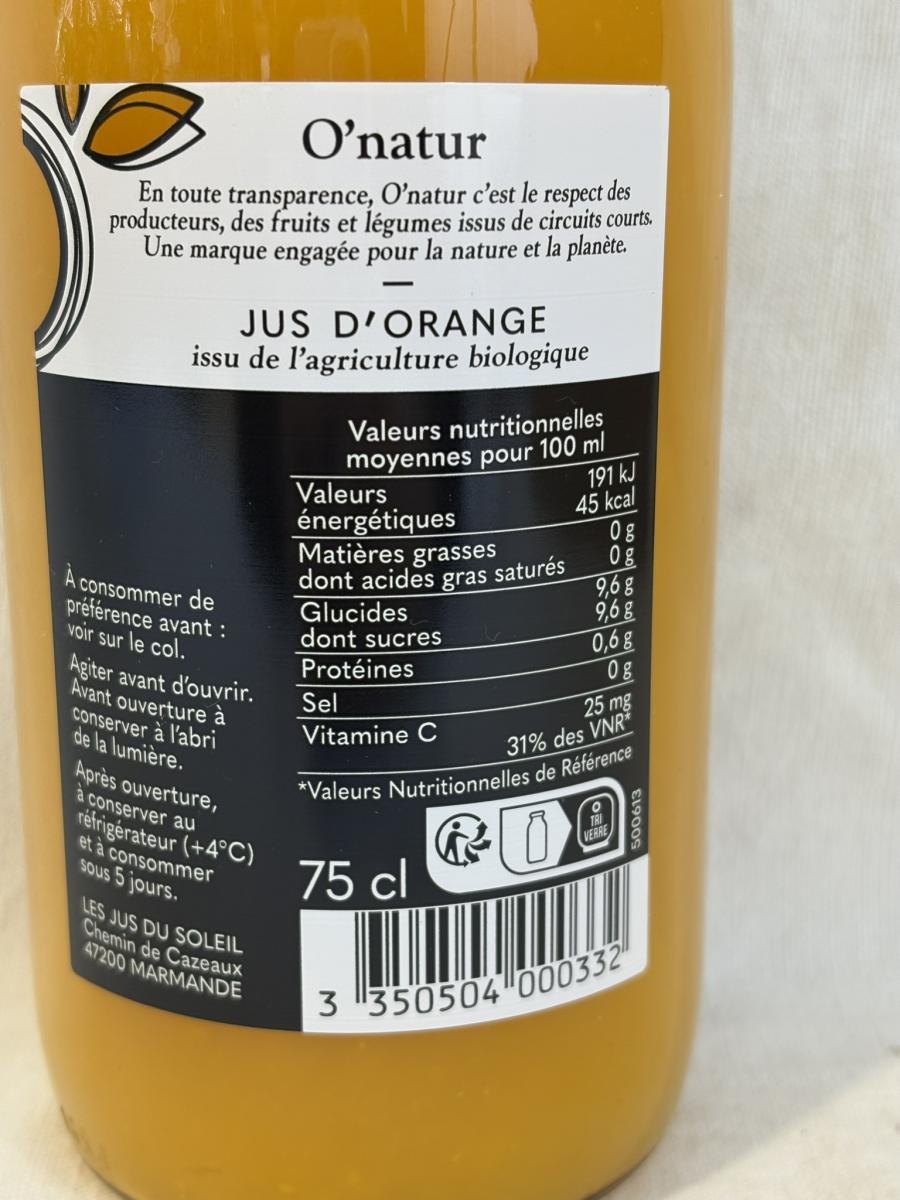 O'natur
En toute transparence, O'natur c'est le respect des
producteurs, des fruits et légumes issus de circuits courts.
Une marque engagée pour la nature et la planète.
—
JUS D'ORANGE
issu de l'agriculture biologique
Valeurs nutritionnelles
moyennes pour 100 ml
Valeurs 191 kJ
énergétiques 45 kcal
Matières grasses 0 g
dont acides gras saturés 0 g
Glucides 9,6 g
dont sucres 9,6 g
Protéines 0,6 g
Sel 0 g
Vitamine C 25 mg
31% des VNR*
*Valeurs Nutritionnelles de Référence
À consommer de
préférence avant :
voir sur le col.
Agiter avant d'ouvrir.
Avant ouverture à
conserver à l'abri
de la lumière.
Après ouverture,
à conserver au
réfrigérateur (+4°C)
et à consommer
sous 5 jours.
LES JUS DU SOLEIL
Chemin de Cazeaux
47200 MARMANDE
75 cl
TRI
VERRE
500613
3 350504 000332